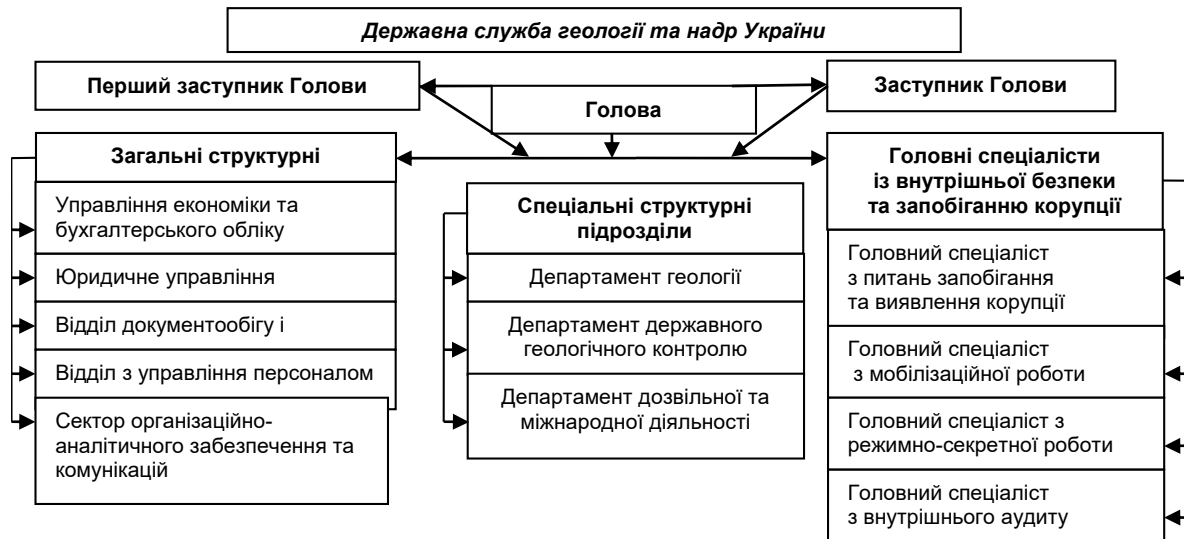 Державна служба геології та надр України
Перший заступник Голови
Заступник Голови
Голова
Загальні структурні
Управління економіки та
бухгалтерського обліку
Юридичне управління
Відділ документообігу і
Відділ з управління персоналом
Сектор організаційно-
аналітичного забезпечення та
комунікацій
Спеціальні структурні
підрозділи
Департамент геології
Департамент державного
геологічного контролю
Департамент дозвільної та
міжнародної діяльності
Головні спеціалісти
із внутрішньої безпеки
та запобіганню корупції
Головний спеціаліст
з питань запобігання
та виявлення корупції
Головний спеціаліст
з мобілізаційної роботи
Головний спеціаліст з
режимно-секретної роботи
Головний спеціаліст
з внутрішнього аудиту